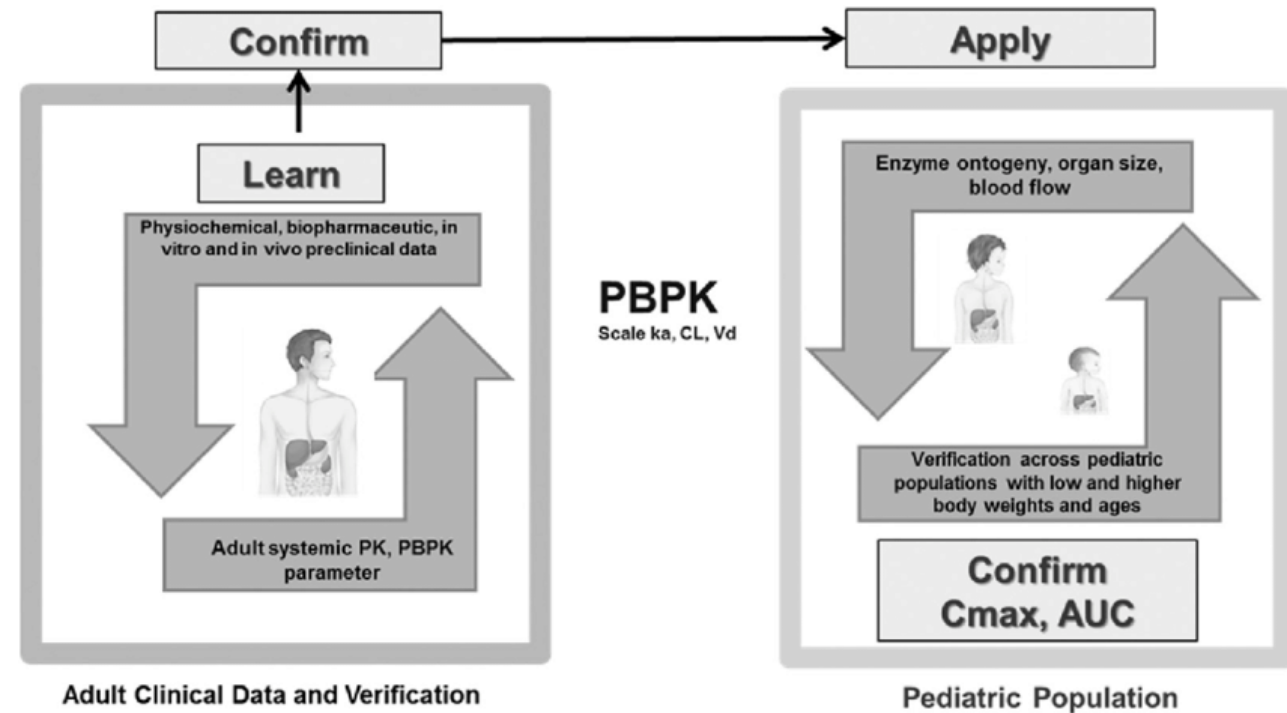 Confirm
Apply
Learn
Physiochemical, biopharmaceutic, in
vitro and in vivo preclinical data
Adult systemic PK, PBPK
parameter
Adult Clinical Data and Verification
PBPK
Scale ka, CL, Vd
Enzyme ontogeny, organ size,
blood flow
Verification across pediatric
populations with low and higher
body weights and ages
Confirm
Cmax, AUC
Pediatric Population